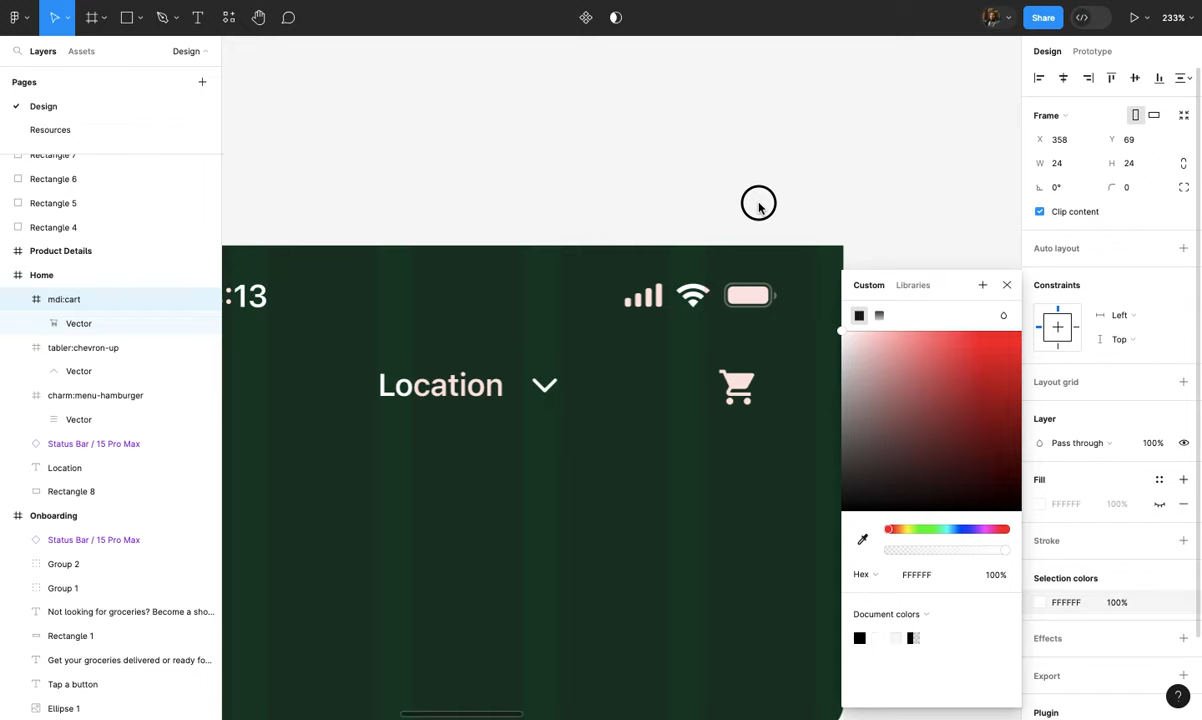 Share
233%
Layers
Assets
Design
Design
Prototype
Pages
Design
Resources
Rectangle 7
Rectangle 6
Rectangle 5
Rectangle 4
Product Details
Home
mdi:cart
Vector
tabler:chevron-up
Vector
charm:menu-hamburger
Vector
Status Bar / 15 Pro Max
Location
Rectangle 8
Onboarding
Status Bar / 15 Pro Max
Group 2
Group 1
Not looking for groceries? Become a sho...
Rectangle 1
Get your groceries delivered or ready fo...
Tap a button
Ellipse 1
:13
Location
Custom
Libraries
Hex
FFFFFF
100%
Document colors
Frame
X 358
Y 69
W 24
H 24
0°
0
Clip content
Auto layout
Constraints
Left
Top
Layout grid
Layer
Pass through
100%
Fill
FFFFFF
100%
Stroke
Selection colors
FFFFFF
100%
Effects
Export
Plugin
?